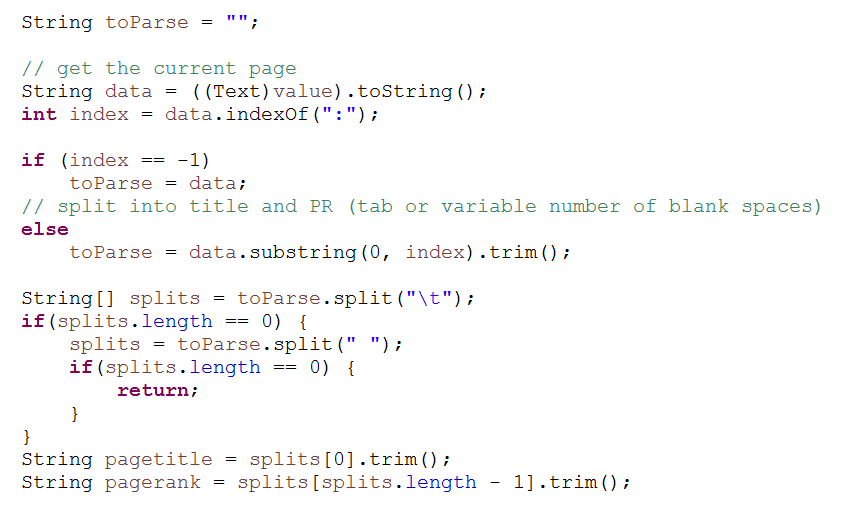 String toParse = "";
// get the current page
String data = ((Text)value).toString();
int index = data.indexOf(":");
if (index == -1)
    toParse = data;
// split into title and PR (tab or variable number of blank spaces)
else
    toParse = data.substring(0, index).trim();
String[] splits = toParse.split("\t");
if(splits.length == 0) {
    splits = toParse.split(" ");
    if(splits.length == 0) {
        return;
    }
}
String pagetitle = splits[0].trim();
String pagerank = splits[splits.length - 1].trim();